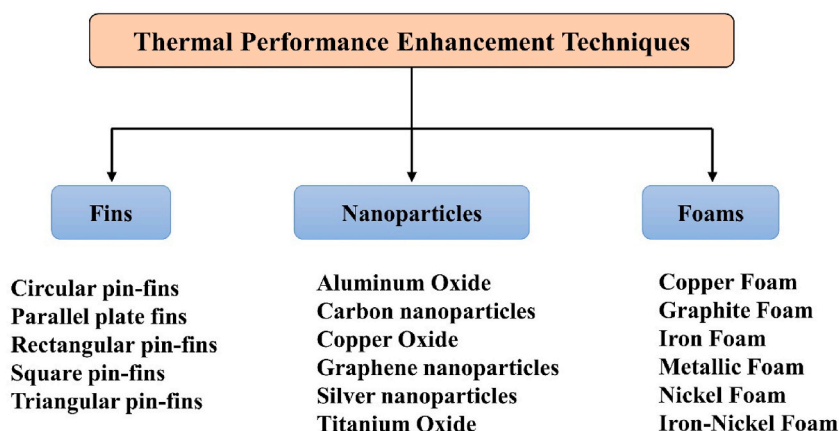 Thermal Performance Enhancement Techniques
Fins
Nanoparticles
Foams
Circular pin-fins
Parallel plate fins
Rectangular pin-fins
Square pin-fins
Triangular pin-fins
Aluminum Oxide
Carbon nanoparticles
Copper Oxide
Graphene nanoparticles
Silver nanoparticles
Titanium Oxide
Copper Foam
Graphite Foam
Iron Foam
Metallic Foam
Nickel Foam
Iron-Nickel Foam